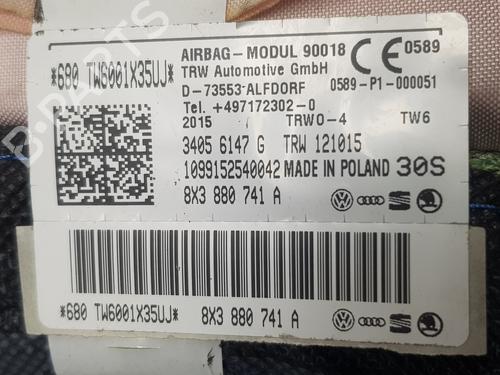 *680 TW6001X35UJ*
AIRBAG-MODUL 90018 CE 0589
TRW Automotive GmbH
D-73553-ALFDORF 0589-P1-000051
Tel. +497172302-0
2015 TRWO-4 TW6
3405 6147 G TRW 121015
1099152540042 MADE IN POLAND 30S
8X3 880 741 A
*680 TW6001X35UJ* 8X3 880 741 A
B-PARTS